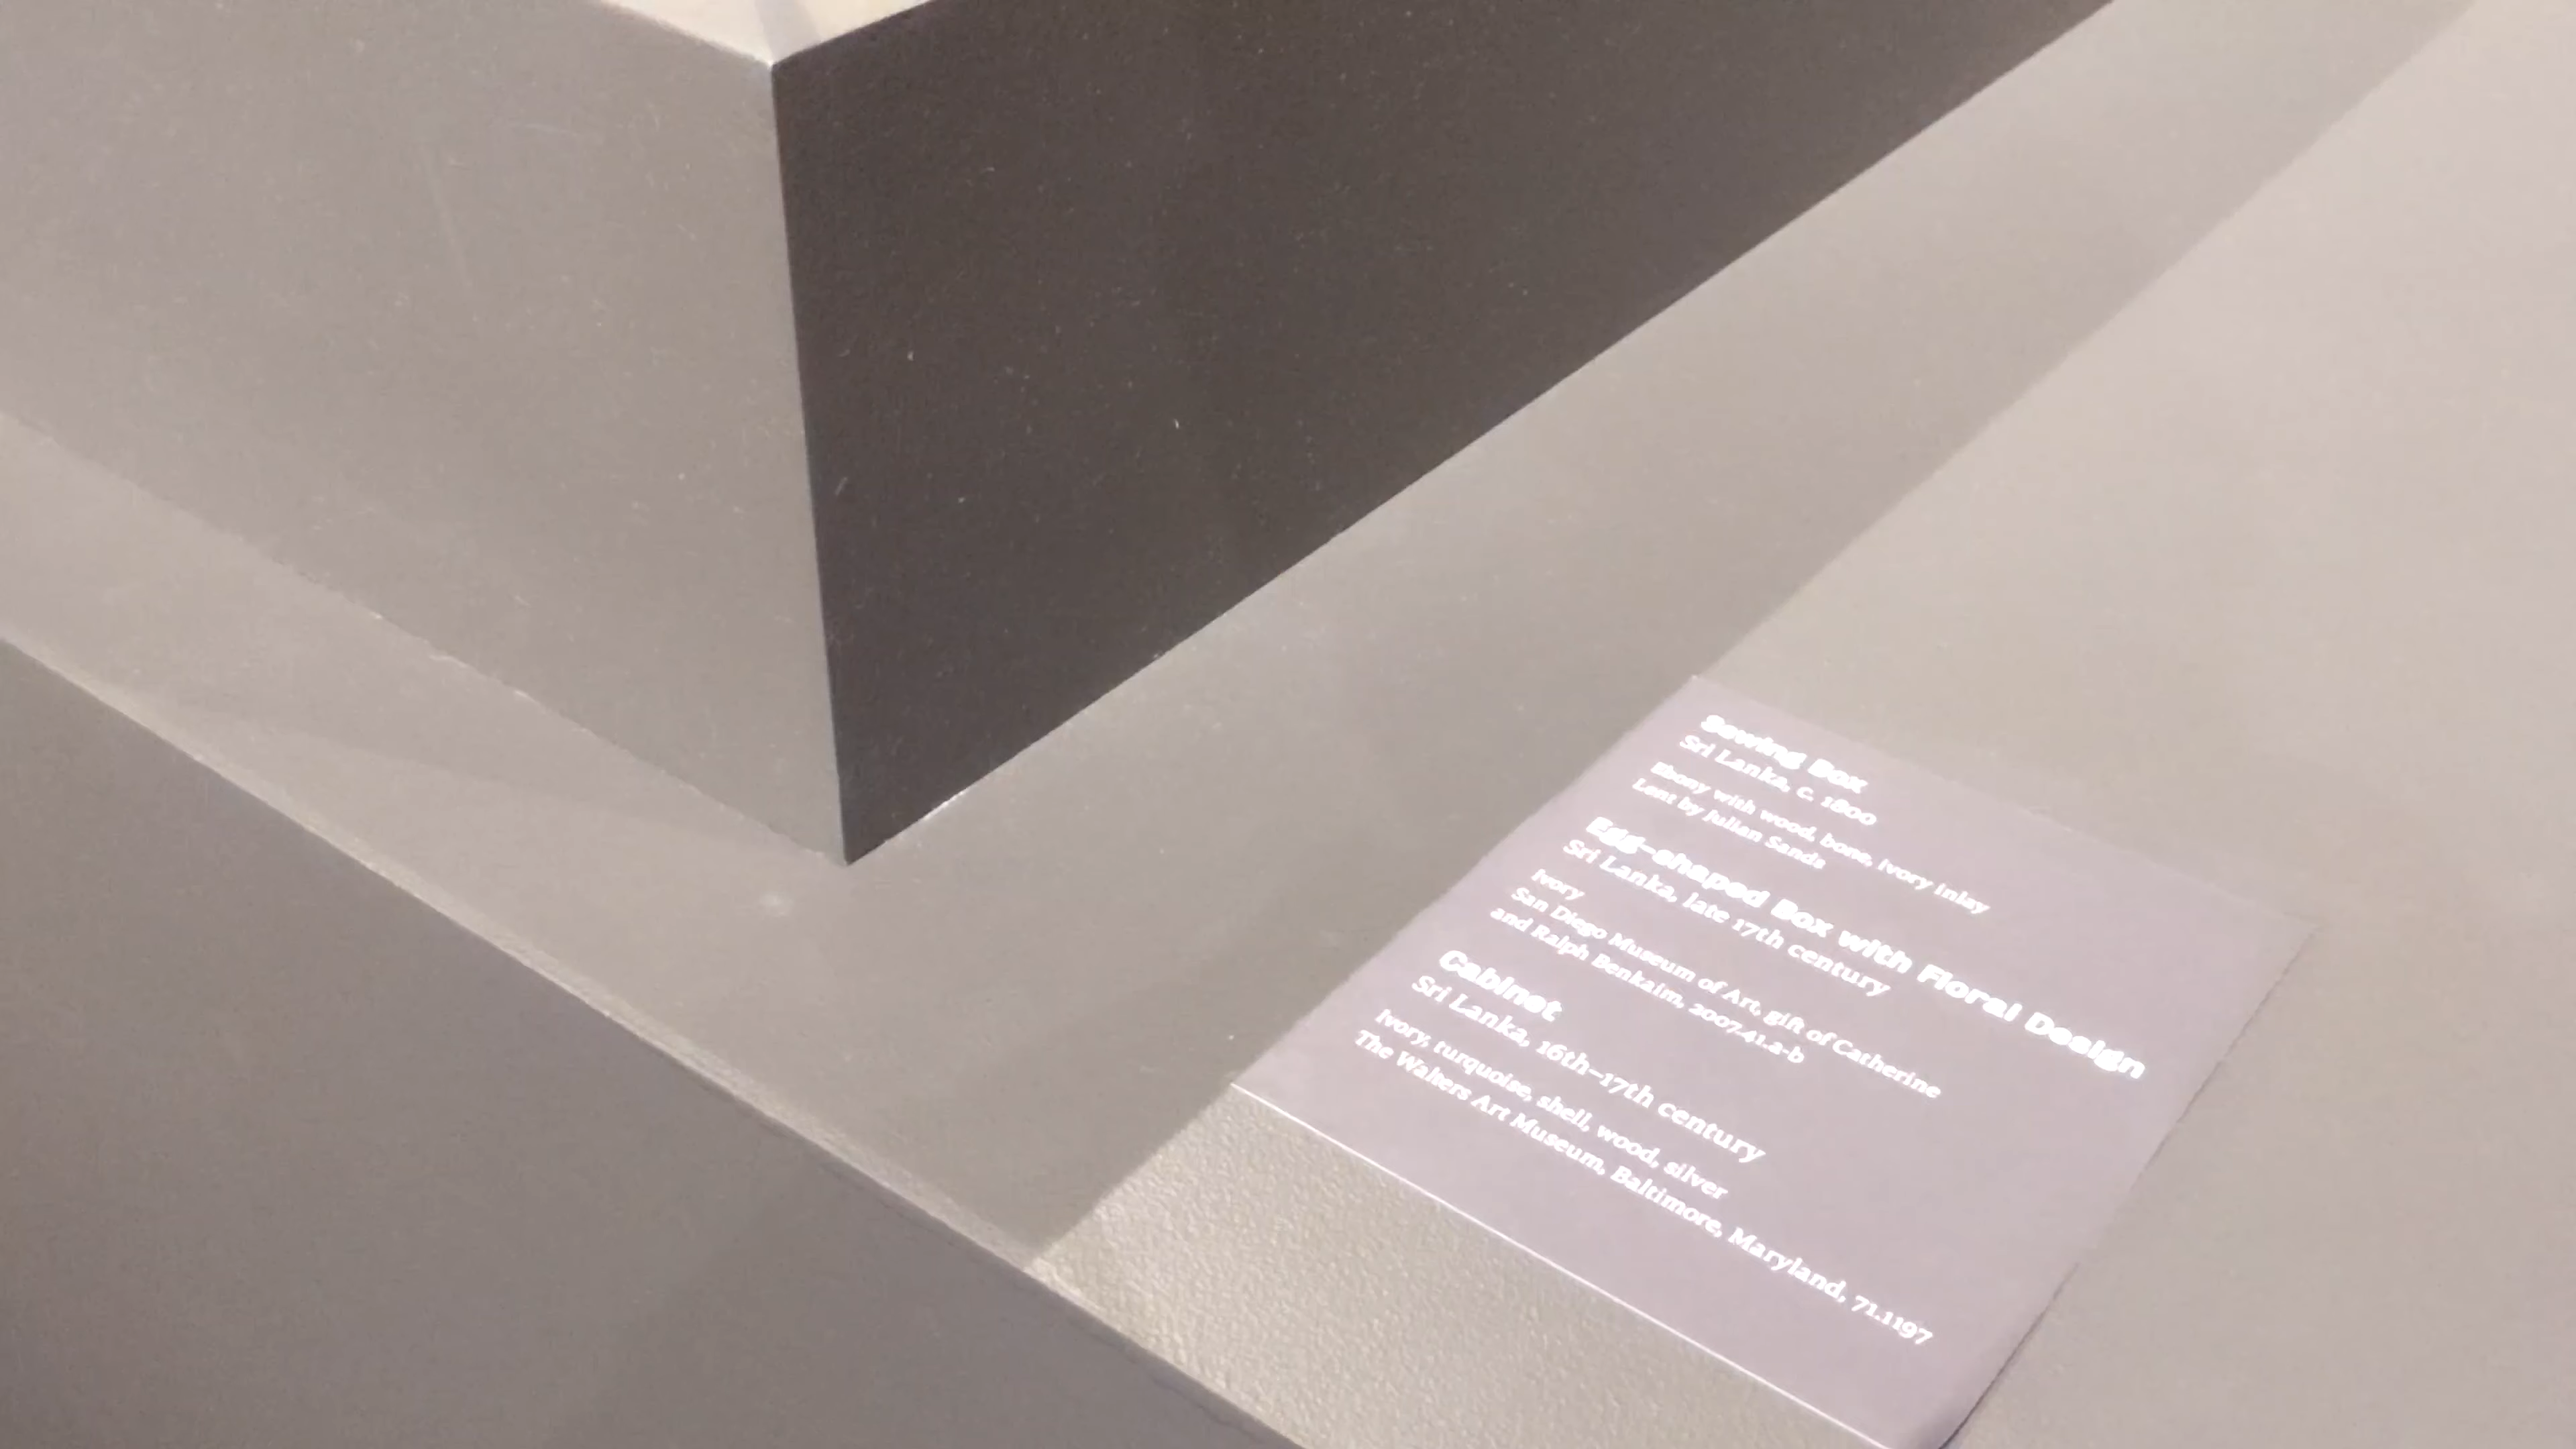 Sewing Box
Sri Lanka, c. 1800
Ebony with wood, bone, ivory inlay
Lent by Julian Sands
Egg-shaped Box with Floral Design
Sri Lanka, late 17th century
Ivory
San Diego Museum of Art, gift of Catherine
and Ralph Benkaim, 2007.41.a-b
Cabinet
Sri Lanka, 16th–17th century
Ivory, turquoise, shell, wood, silver
The Walters Art Museum, Baltimore, Maryland, 71.1197